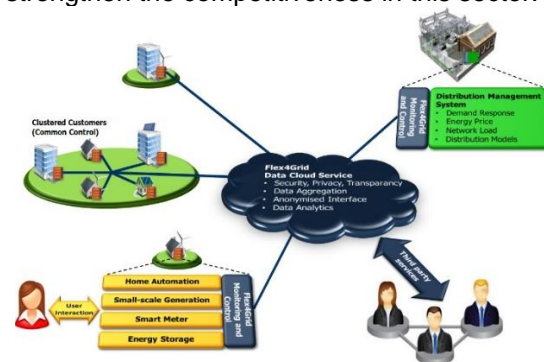 strengthen the competitiveness in this sector.
Clustered Customers
(Common Control)
Flex4Grid
Monitoring
and Control
Distribution Management
System
• Demand Response
• Energy Price
• Network Load
• Distribution Models
Flex4Grid
Data Cloud Service
• Security, Privacy, Transparency
• Data Aggregation
• Anonymised Interface
• Data Analytics
Third party
services
User
Interaction
Home Automation
Small-scale Generation
Smart Meter
Energy Storage
Flex4Grid
Monitoring and
Control